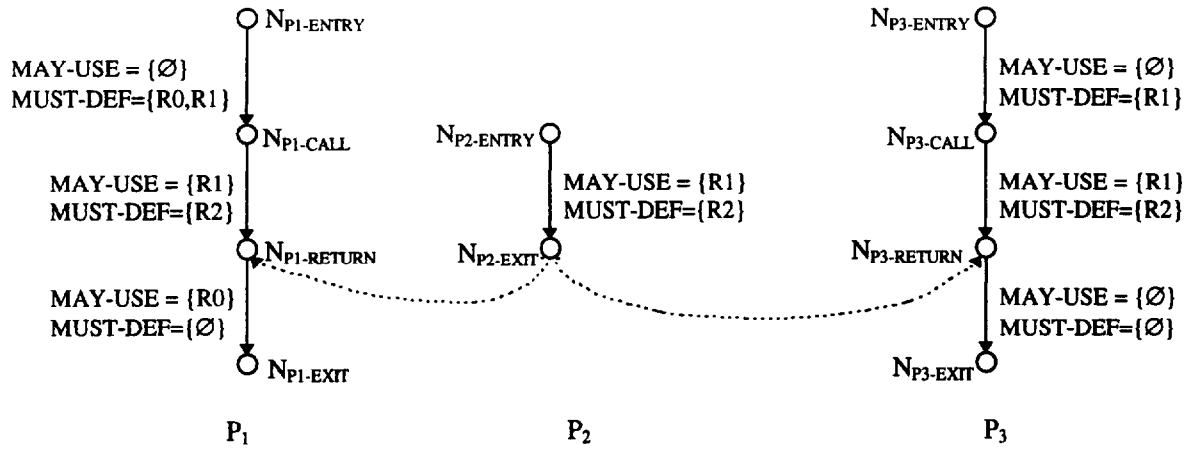 N_P1-ENTRY
MAY-USE = {∅}
MUST-DEF={R0,R1}
N_P1-CALL
MAY-USE = {R1}
MUST-DEF={R2}
N_P1-RETURN
MAY-USE = {R0}
MUST-DEF={∅}
N_P1-EXIT
P_1
N_P2-ENTRY
MAY-USE = {R1}
MUST-DEF={R2}
N_P2-EXIT
P_2
N_P3-ENTRY
MAY-USE = {∅}
MUST-DEF={R1}
N_P3-CALL
MAY-USE = {R1}
MUST-DEF={R2}
N_P3-RETURN
MAY-USE = {∅}
MUST-DEF={∅}
N_P3-EXIT
P_3